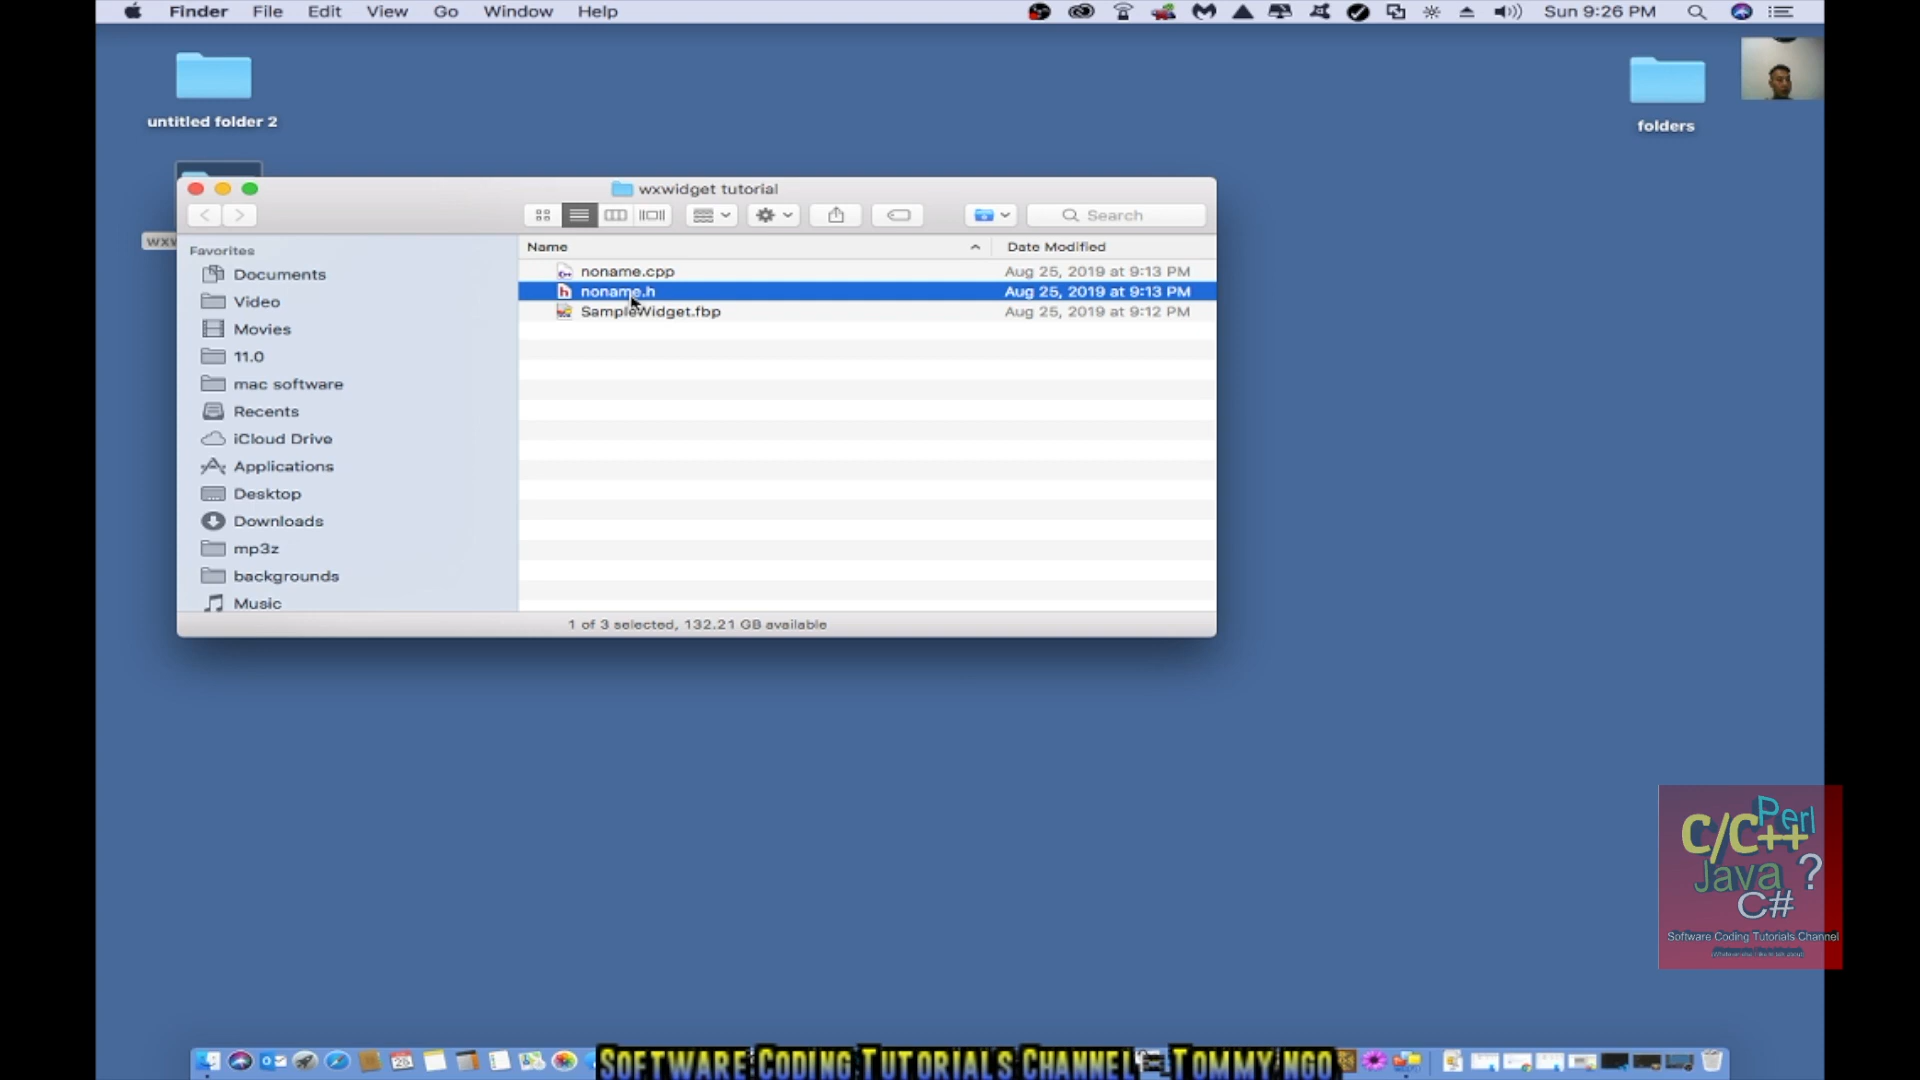 Finder File Edit View Go Window Help Sun 9:26 PM
untitled folder 2
folders
wxwidget tutorial
Search
Favorites
Documents
Video
Movies
11.0
mac software
Recents
iCloud Drive
Applications
Desktop
Downloads
mp3z
backgrounds
Music
Name Date Modified
noname.cpp Aug 25, 2019 at 9:13 PM
noname.h Aug 25, 2019 at 9:13 PM
SampleWidget.fbp Aug 25, 2019 at 9:12 PM
1 of 3 selected, 132.21 GB available
Perl
C/C++
Java ?
C#
Software Coding Tutorials Channel
SOFTWARE CODING TUTORIALS CHANNEL - TOMMY NGO